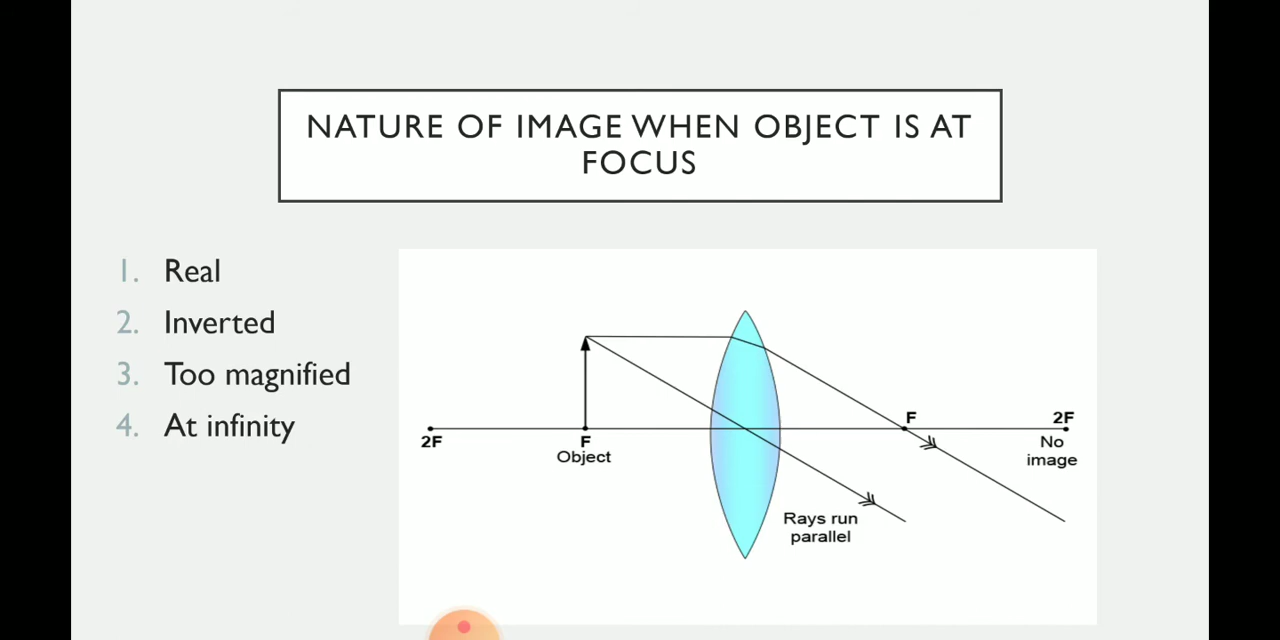 NATURE OF IMAGE WHEN OBJECT IS AT
FOCUS
1. Real
2. Inverted
3. Too magnified
4. At infinity
2F
F
Object
F
2F
No
image
Rays run
parallel